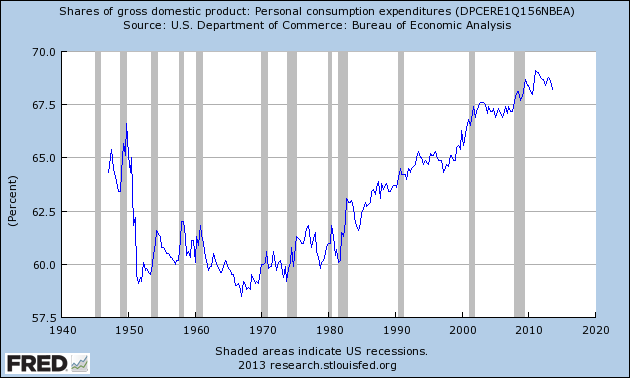 Shares of gross domestic product: Personal consumption expenditures (DPCERE1Q156NBEA)
Source: U.S. Department of Commerce: Bureau of Economic Analysis
70.0
67.5
65.0
62.5
60.0
57.5
(Percent)
1940 1950 1960 1970 1980 1990 2000 2010 2020
Shaded areas indicate US recessions.
2013 research.stlouisfed.org
FRED